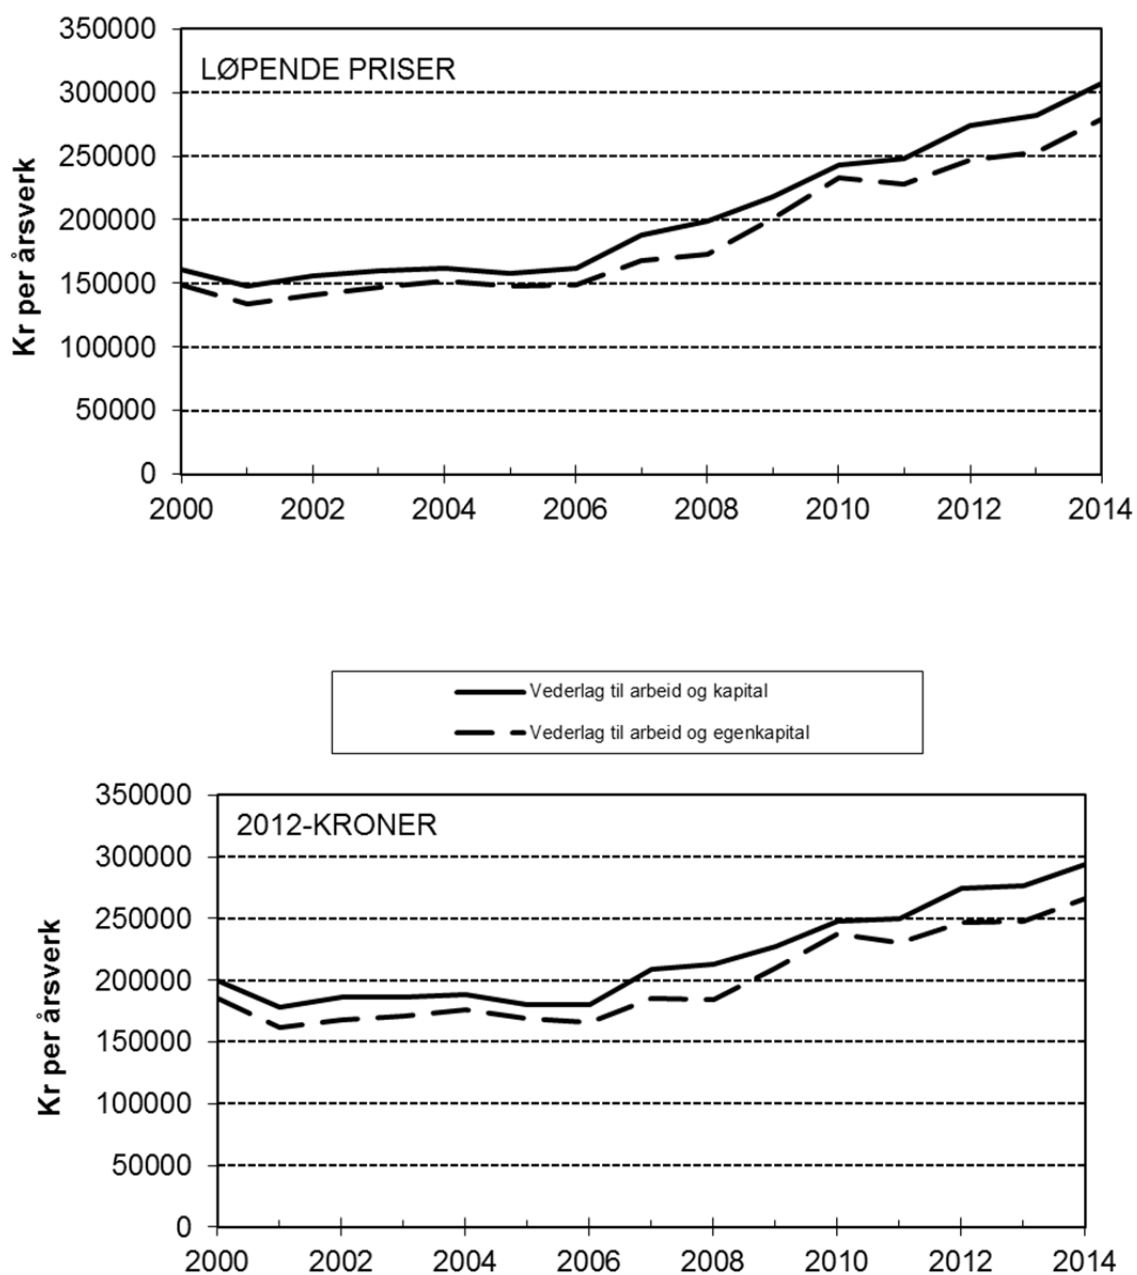 350000
LØPENDE PRISER
300000
250000
200000
150000
100000
50000
0
Kr per årsverk
2000 2002 2004 2006 2008 2010 2012 2014
Vederlag til arbeid og kapital
Vederlag til arbeid og egenkapital
350000
2012-KRONER
300000
250000
200000
150000
100000
50000
0
Kr per årsverk
2000 2002 2004 2006 2008 2010 2012 2014